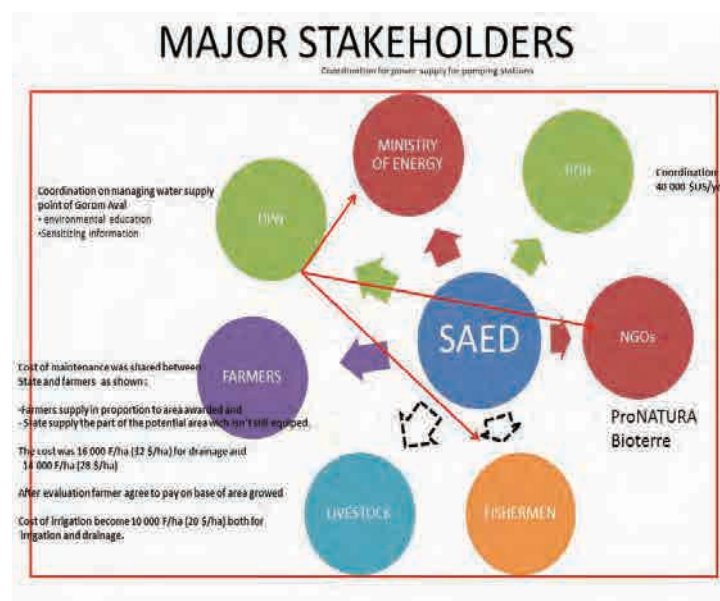 MAJOR STAKEHOLDERS
Coordination for power supply for pumping stations
MINISTRY
OF ENERGY
Coordination
40 000 $US/y
Coordination on managing water supply
point of Gorom Aval
• environmental education
•Sensitizing information
DPN
SAED
NGOs
FARMERS
Cost of maintenance was shared between
State and farmers as shown :
-Farmers supply in proportion to area awarded and
- State supply the part of the potential area wich isn't still equiped.
The cost was 16 000 F/ha (32 $/ha) for drainage and
14 000 F/ha (28 $/ha)
After evaluation farmer agree to pay on base of area growed
Cost of irrigation become 10 000 F/ha (20 $/ha) both for
irrigation and drainage.
ProNATURA
Bioterre
LIVESTOCK
FISHERMEN